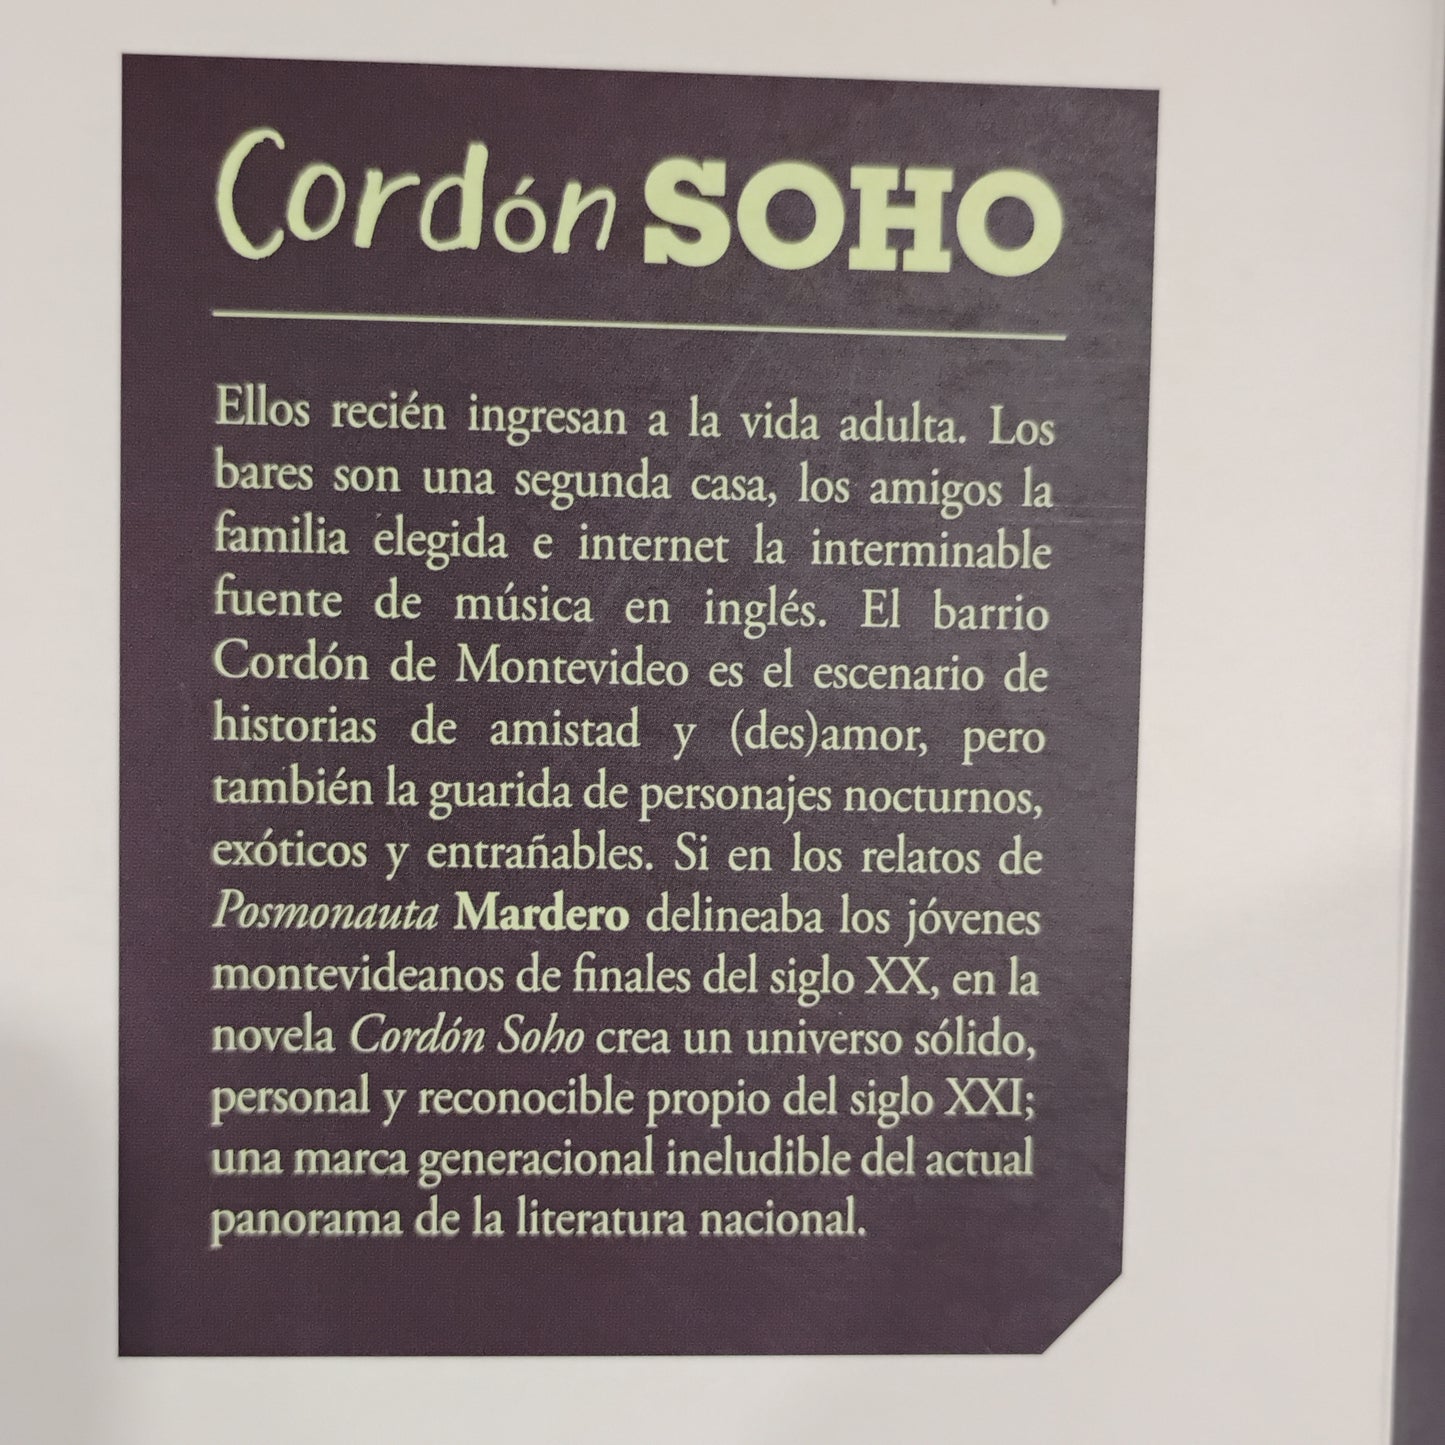 Cordón SOHO
Ellos recién ingresan a la vida adulta. Los
bares son una segunda casa, los amigos la
familia elegida e internet la interminable
fuente de música en inglés. El barrio
Cordón de Montevideo es el escenario de
historias de amistad y (des)amor, pero
también la guarida de personajes nocturnos,
exóticos y entrañables. Si en los relatos de
Posmonauta Mardero delineaba los jóvenes
montevideanos de finales del siglo XX, en la
novela Cordón Soho crea un universo sólido,
personal y reconocible propio del siglo XXI;
una marca generacional ineludible del actual
panorama de la literatura nacional.